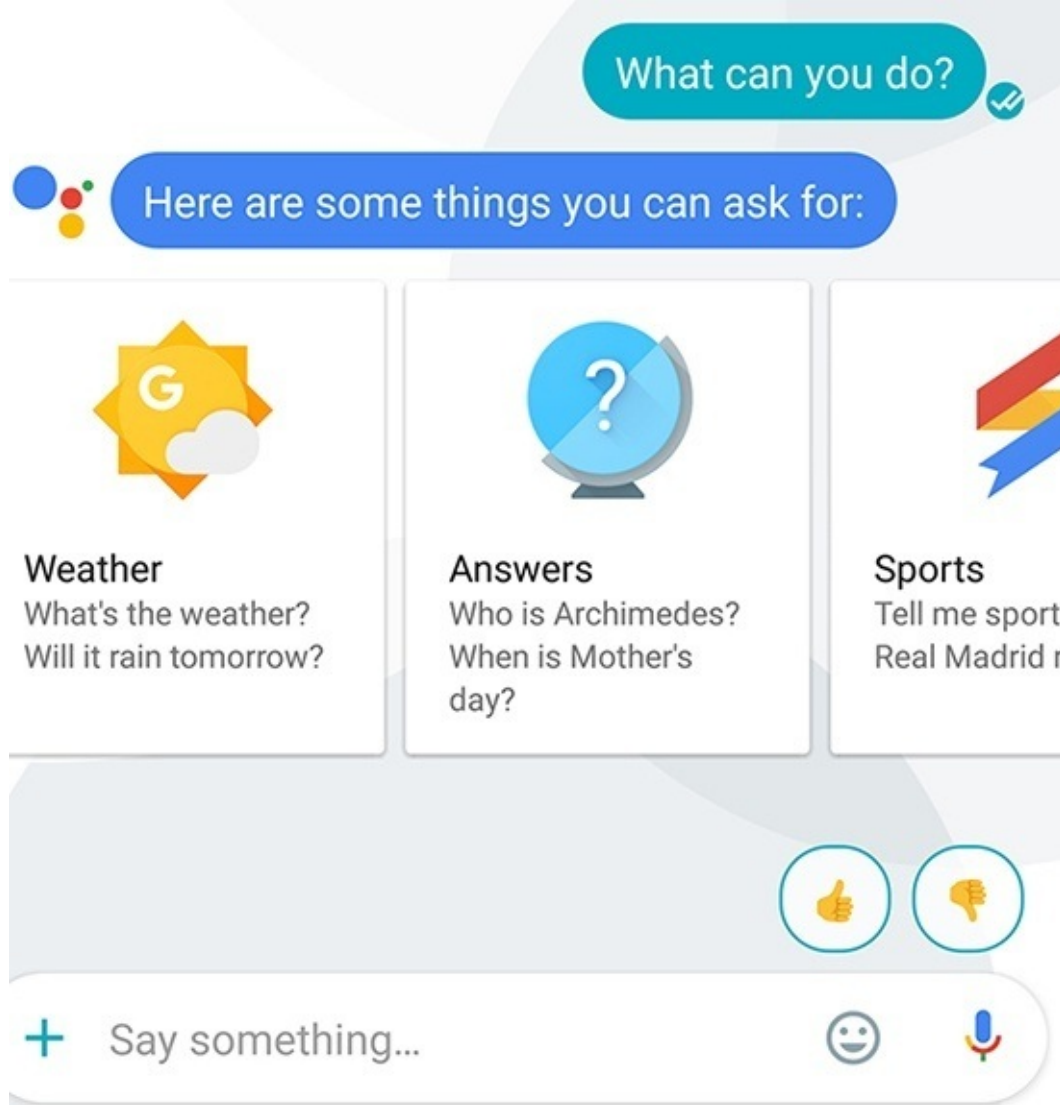 What can you do?
Here are some things you can ask for:
G
Weather
What's the weather?
Will it rain tomorrow?
?
Answers
Who is Archimedes?
When is Mother's
day?
Sports
Tell me sport
Real Madrid
Say something...